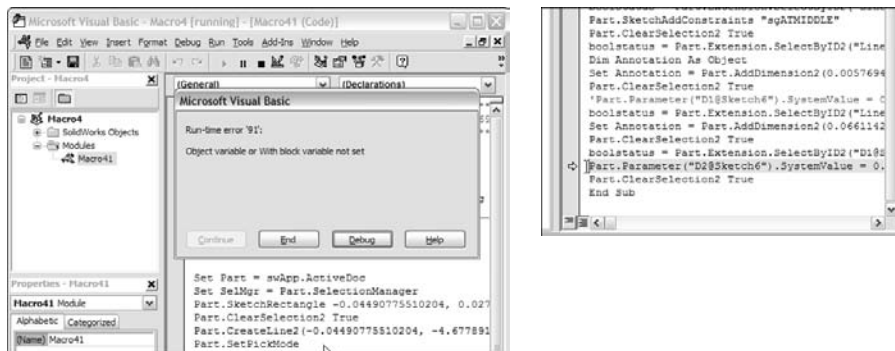 Microsoft Visual Basic - Macro4 [running] - [Macro41 (Code)]
File Edit View Insert Format Debug Run Tools Add-Ins Window Help
Project - Macro4
(General)
(Declarations)
Macro4
SolidWorks Objects
Modules
Macro41
Microsoft Visual Basic
Run-time error '91':
Object variable or With block variable not set
Continue End Debug Help
Properties - Macro41
Macro41 Module
Alphabetic Categorized
(Name) Macro41
Set Part = swApp.ActiveDoc
Set SelMgr = Part.SelectionManager
Part.SketchRectangle -0.04490775510204, 0.027
Part.ClearSelection2 True
Part.CreateLine2(-0.04490775510204, -4.677891
Part.SetPickMode
Part.SketchAddConstraints "sgATMIDDLE"
Part.ClearSelection2 True
boolstatus = Part.Extension.SelectByID2("Line
Dim Annotation As Object
Set Annotation = Part.AddDimension2(0.0057694
Part.ClearSelection2 True
'Part.Parameter("D1@Sketch6").SystemValue = 0
boolstatus = Part.Extension.SelectByID2("Line
Set Annotation = Part.AddDimension2(0.0661142
Part.ClearSelection2 True
boolstatus = Part.Extension.SelectByID2("D1@S
Part.Parameter("D2@Sketch6").SystemValue = 0.
Part.ClearSelection2 True
End Sub